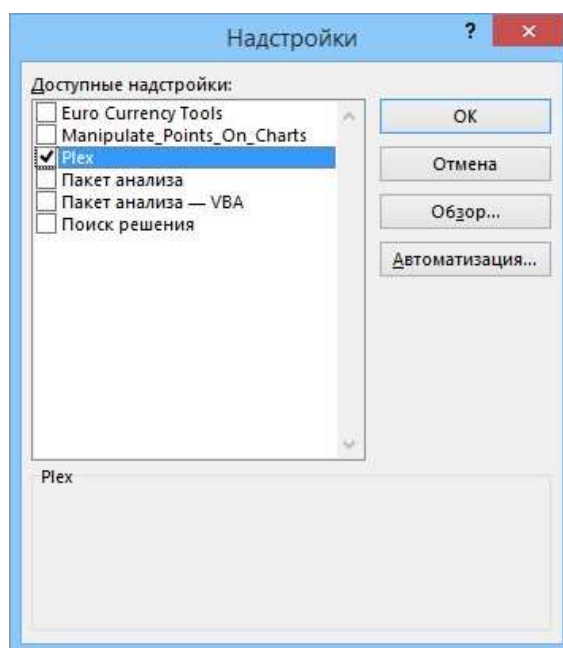 Надстройки
?
×
Доступные надстройки:
Euro Currency Tools
Manipulate_Points_On_Charts
Plex
Пакет анализа
Пакет анализа — VBA
Поиск решения
OK
Отмена
Обзор...
Автоматизация...
Plex